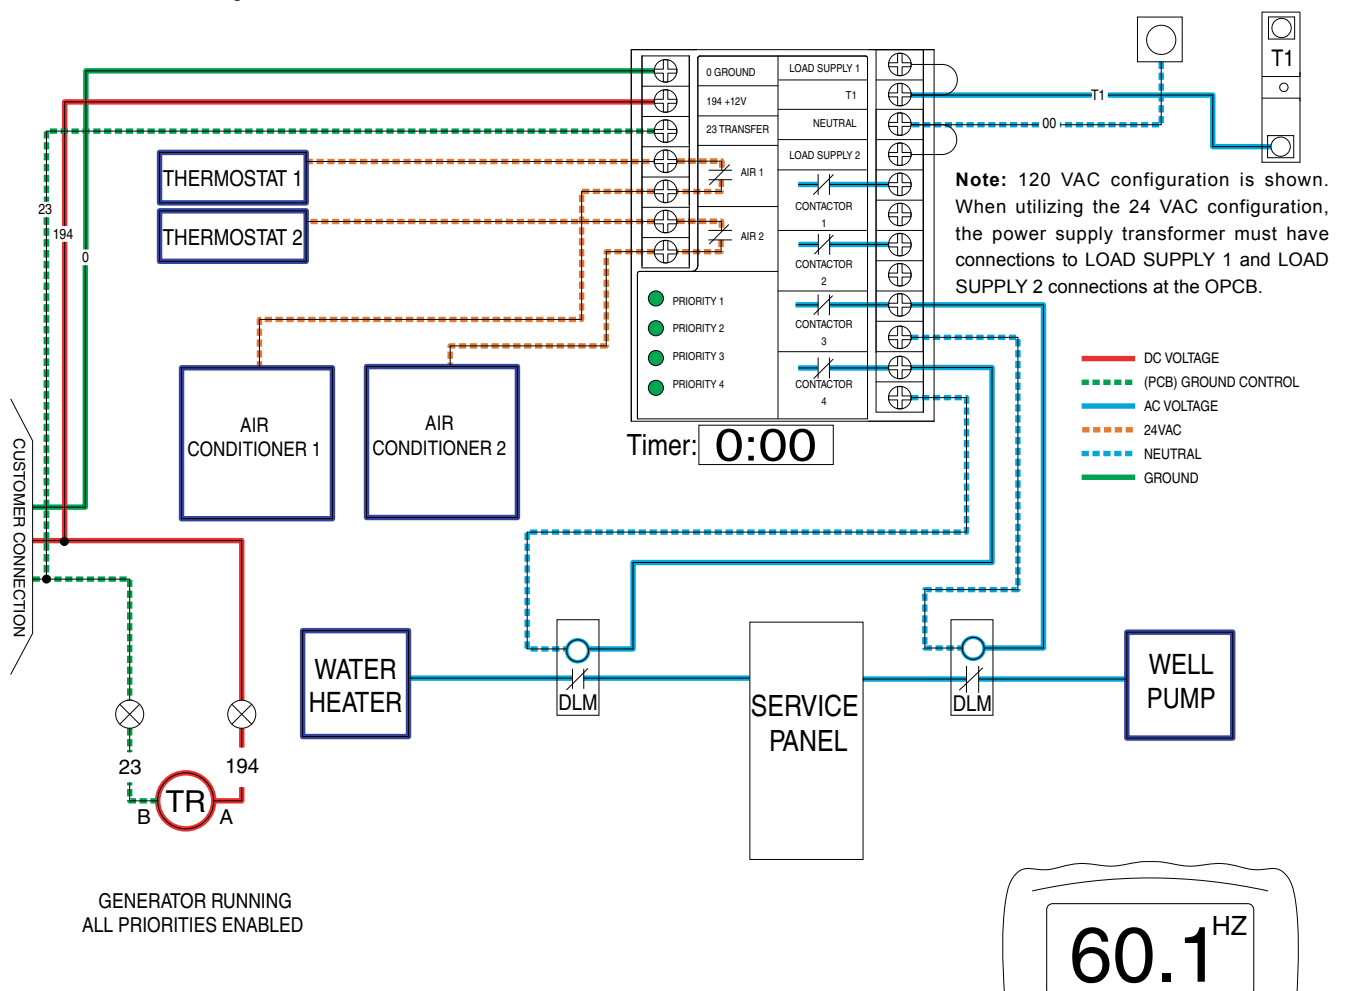 0 GROUND
LOAD SUPPLY 1
194 +12V
T1
23 TRANSFER
NEUTRAL
LOAD SUPPLY 2
AIR 1
CONTACTOR
1
AIR 2
CONTACTOR
2
PRIORITY 1
PRIORITY 2
PRIORITY 3
PRIORITY 4
CONTACTOR
3
CONTACTOR
4
Timer: 0:00
T1
00
T1
Note: 120 VAC configuration is shown.
When utilizing the 24 VAC configuration,
the power supply transformer must have
connections to LOAD SUPPLY 1 and LOAD
SUPPLY 2 connections at the OPCB.
DC VOLTAGE
(PCB) GROUND CONTROL
AC VOLTAGE
24VAC
NEUTRAL
GROUND
THERMOSTAT 1
THERMOSTAT 2
23
194
0
AIR
CONDITIONER 1
AIR
CONDITIONER 2
CUSTOMER CONNECTION
WATER
HEATER
DLM
SERVICE
PANEL
DLM
WELL
PUMP
23
194
TR
B
A
GENERATOR RUNNING
ALL PRIORITIES ENABLED
60.1 HZ